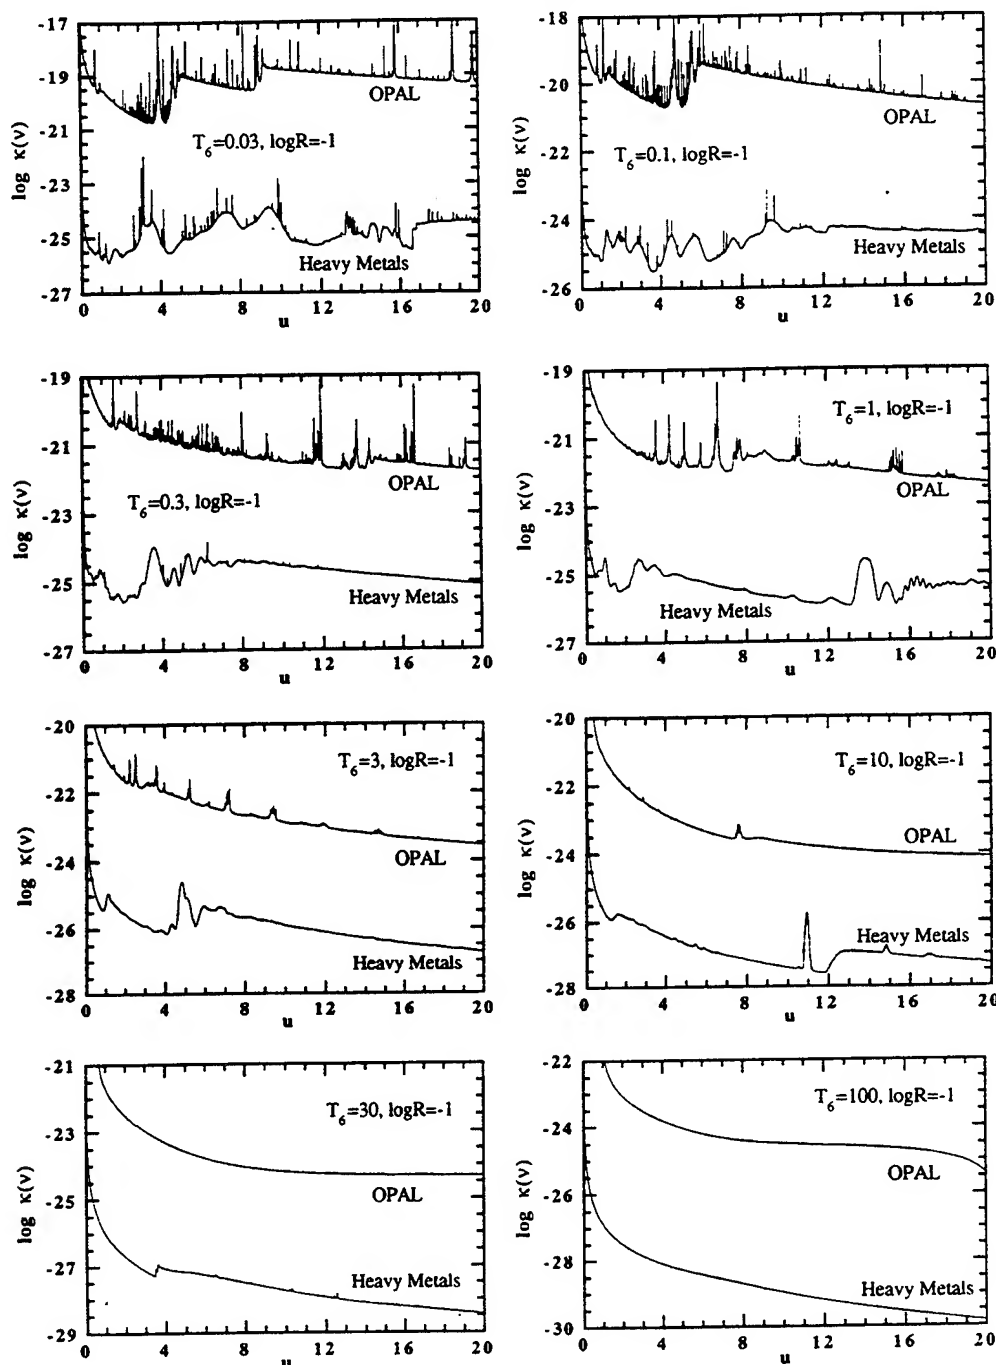 -17
-19
-21
-23
-25
-27
log κ(ν)
OPAL
T6=0.03, logR=-1
Heavy Metals
0 4 8 12 16 20
u
-18
-20
-22
-24
-26
log κ(ν)
OPAL
T6=0.1, logR=-1
Heavy Metals
0 4 8 12 16 20
u
-19
-21
-23
-25
-27
log κ(ν)
OPAL
T6=0.3, logR=-1
Heavy Metals
0 4 8 12 16 20
u
-19
-21
-23
-25
-27
log κ(ν)
T6=1, logR=-1
OPAL
Heavy Metals
0 4 8 12 16 20
u
-20
-22
-24
-26
-28
log κ(ν)
T6=3, logR=-1
OPAL
Heavy Metals
0 4 8 12 16 20
u
-20
-22
-24
-26
-28
log κ(ν)
T6=10, logR=-1
OPAL
Heavy Metals
0 4 8 12 16 20
u
-21
-23
-25
-27
-29
log κ(ν)
T6=30, logR=-1
OPAL
Heavy Metals
0 4 8 12 16 20
u
-22
-24
-26
-28
-30
log κ(ν)
T6=100, logR=-1
OPAL
Heavy Metals
0 4 8 12 16 20
u